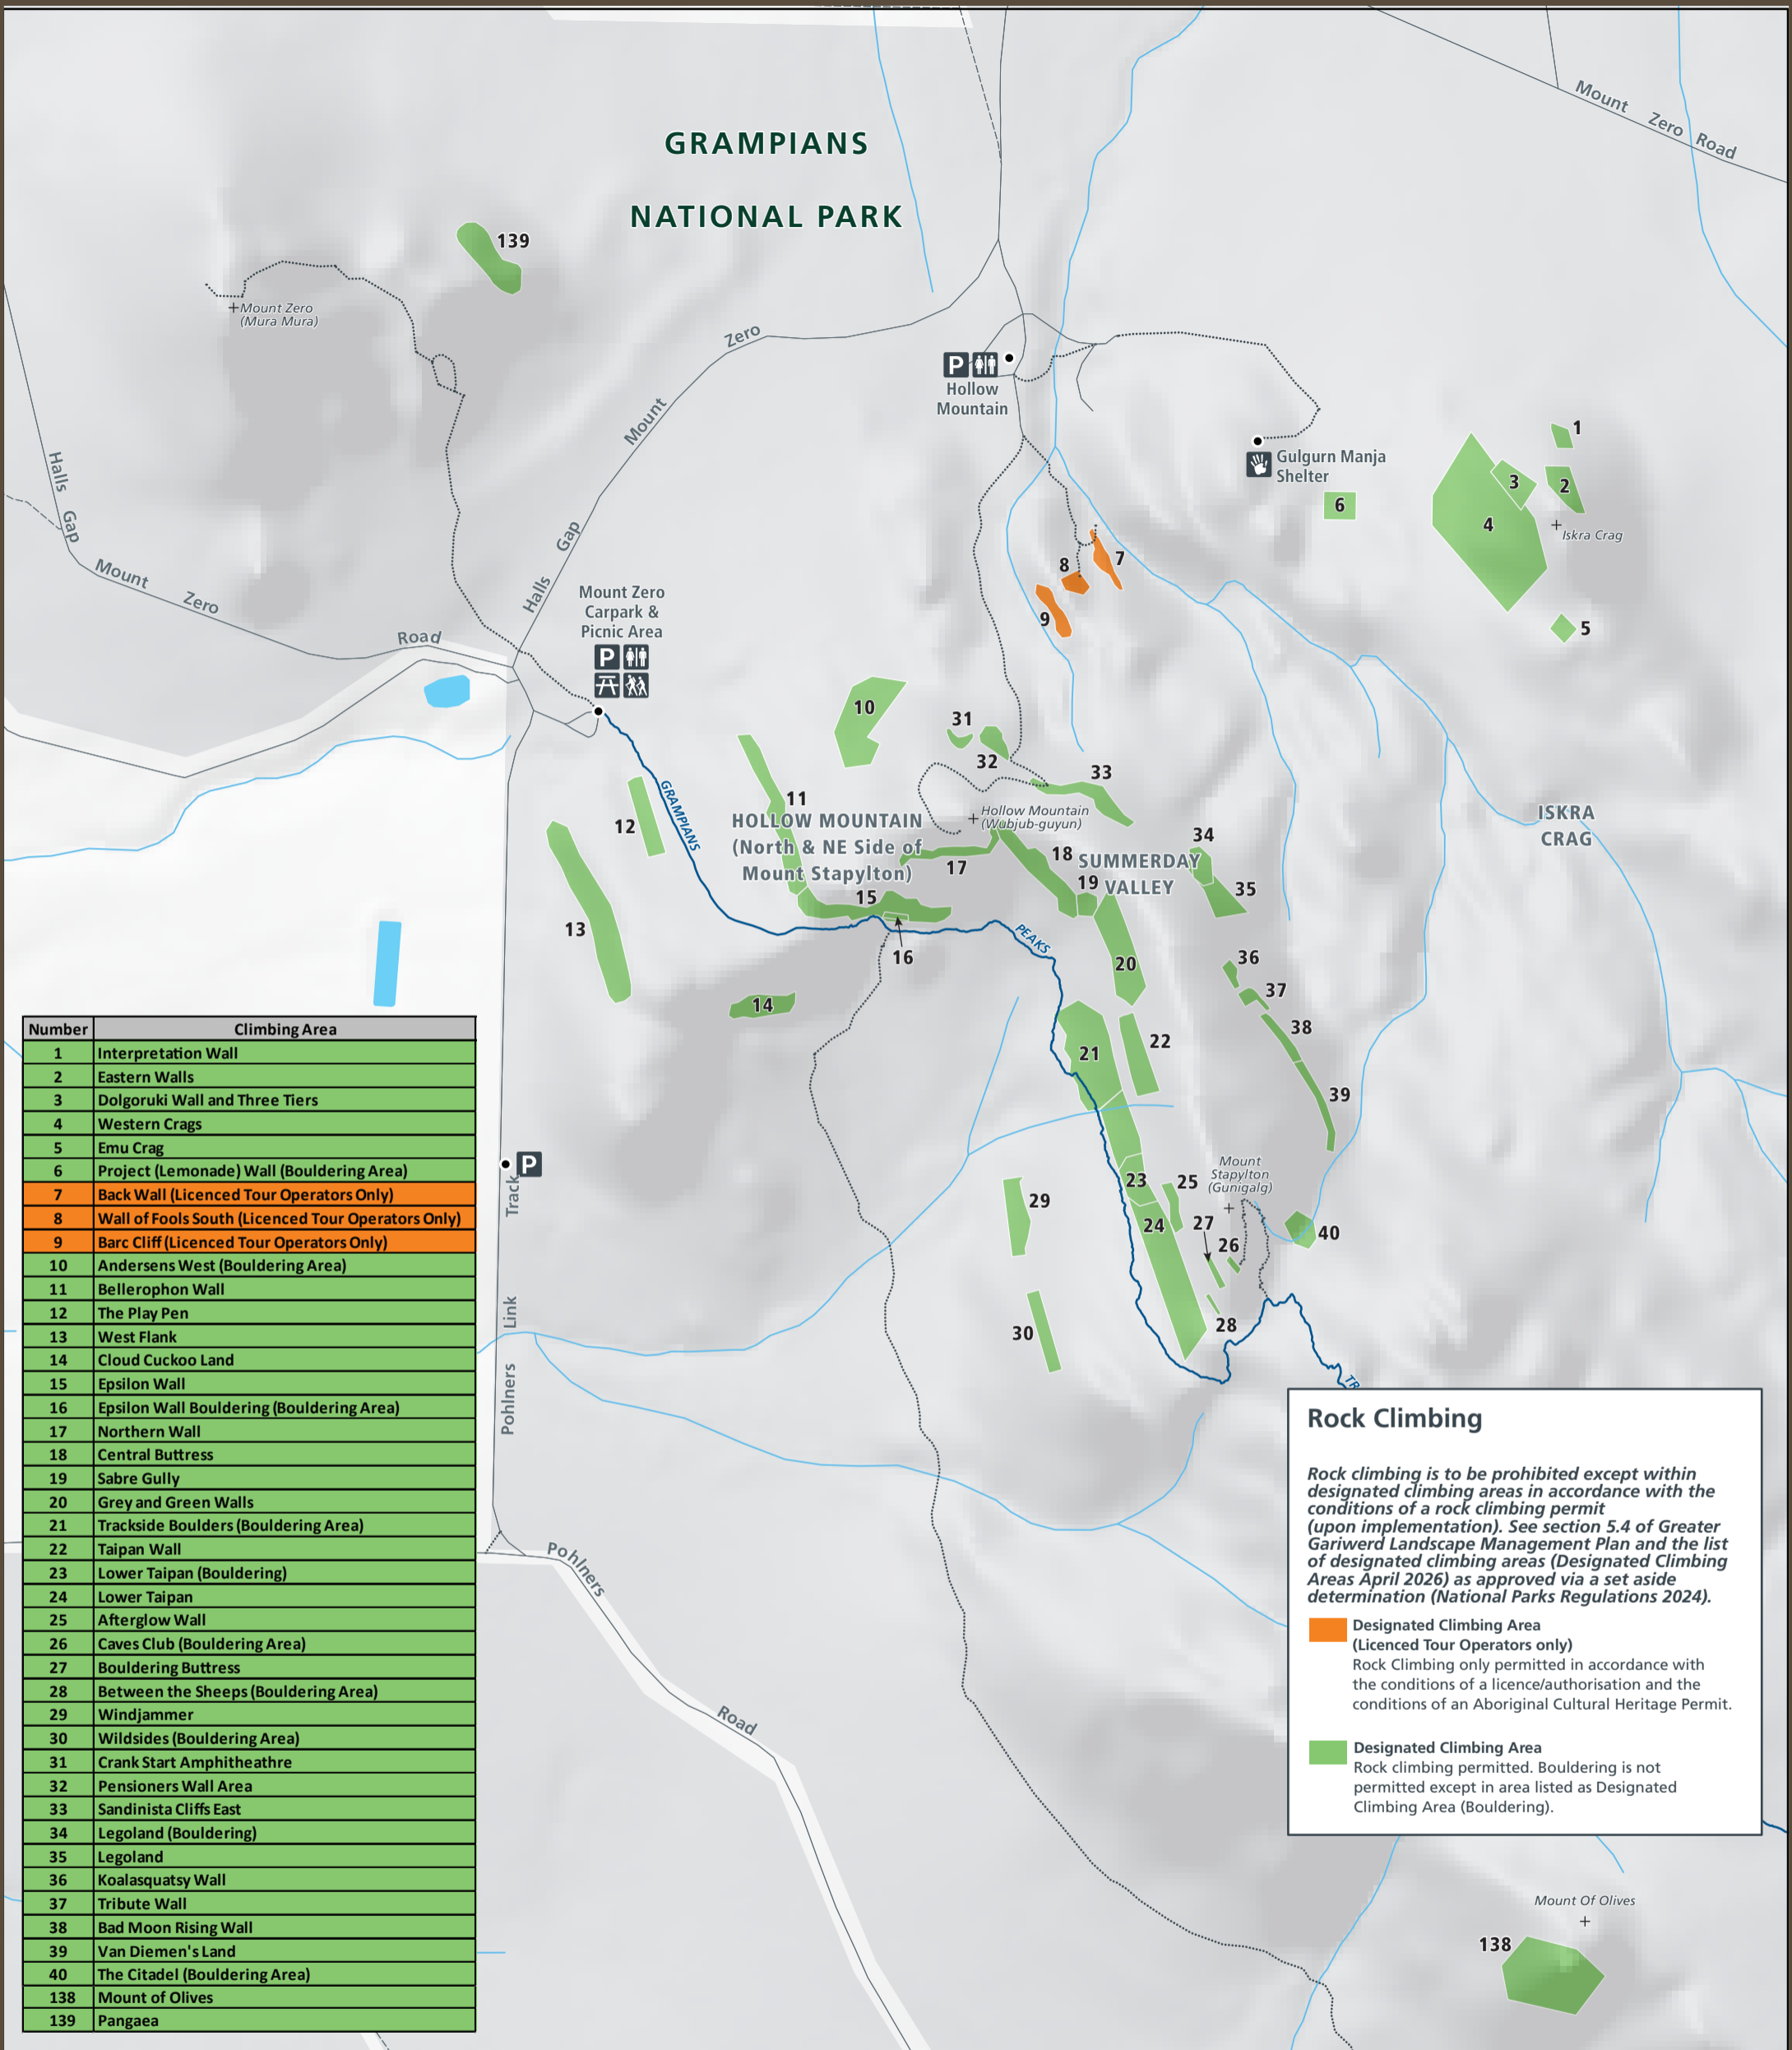 GRAMPIANS
NATIONAL PARK
Mount Zero Road
139
Mount Zero
(Mura Mura)
Zero
Mount
Gap
Halls
P
Hollow
Mountain
Halls
Gap
Mount
Zero
Road
Gulgurn Manja
Shelter
1
2
3
4
Iskra Crag
5
6
7
8
9
Mount Zero
Carpark &
Picnic Area
P
10
31
32
33
11
12
GRAMPIANS
Hollow Mountain
(Wubjub-guyun)
HOLLOW MOUNTAIN
(North & NE Side of
Mount Stapylton)
ISKRA
CRAG
34
18
SUMMERDAY
VALLEY
17
19
35
15
13
PEAKS
16
20
36
37
14
38
22
21
39
P
Mount
Stapylton
(Gunigalg)
23
25
29
24
27
40
26
28
30
TR
Track
Link
Pohlners
Pohlners
Road
Mount Of Olives
138
Number Climbing Area
1 Interpretation Wall
2 Eastern Walls
3 Dolgoruki Wall and Three Tiers
4 Western Crags
5 Emu Crag
6 Project (Lemonade) Wall (Bouldering Area)
7 Back Wall (Licenced Tour Operators Only)
8 Wall of Fools South (Licenced Tour Operators Only)
9 Barc Cliff (Licenced Tour Operators Only)
10 Andersens West (Bouldering Area)
11 Bellerophon Wall
12 The Play Pen
13 West Flank
14 Cloud Cuckoo Land
15 Epsilon Wall
16 Epsilon Wall Bouldering (Bouldering Area)
17 Northern Wall
18 Central Buttress
19 Sabre Gully
20 Grey and Green Walls
21 Trackside Boulders (Bouldering Area)
22 Taipan Wall
23 Lower Taipan (Bouldering)
24 Lower Taipan
25 Afterglow Wall
26 Caves Club (Bouldering Area)
27 Bouldering Buttress
28 Between the Sheeps (Bouldering Area)
29 Windjammer
30 Wildsides (Bouldering Area)
31 Crank Start Amphitheathre
32 Pensioners Wall Area
33 Sandinista Cliffs East
34 Legoland (Bouldering)
35 Legoland
36 Koalasquatsy Wall
37 Tribute Wall
38 Bad Moon Rising Wall
39 Van Diemen's Land
40 The Citadel (Bouldering Area)
138 Mount of Olives
139 Pangaea
Rock Climbing
Rock climbing is to be prohibited except within
designated climbing areas in accordance with the
conditions of a rock climbing permit
(upon implementation). See section 5.4 of Greater
Gariwerd Landscape Management Plan and the list
of designated climbing areas (Designated Climbing
Areas April 2026) as approved via a set aside
determination (National Parks Regulations 2024).
Designated Climbing Area
(Licenced Tour Operators only)
Rock Climbing only permitted in accordance with
the conditions of a licence/authorisation and the
conditions of an Aboriginal Cultural Heritage Permit.
Designated Climbing Area
Rock climbing permitted. Bouldering is not
permitted except in area listed as Designated
Climbing Area (Bouldering).